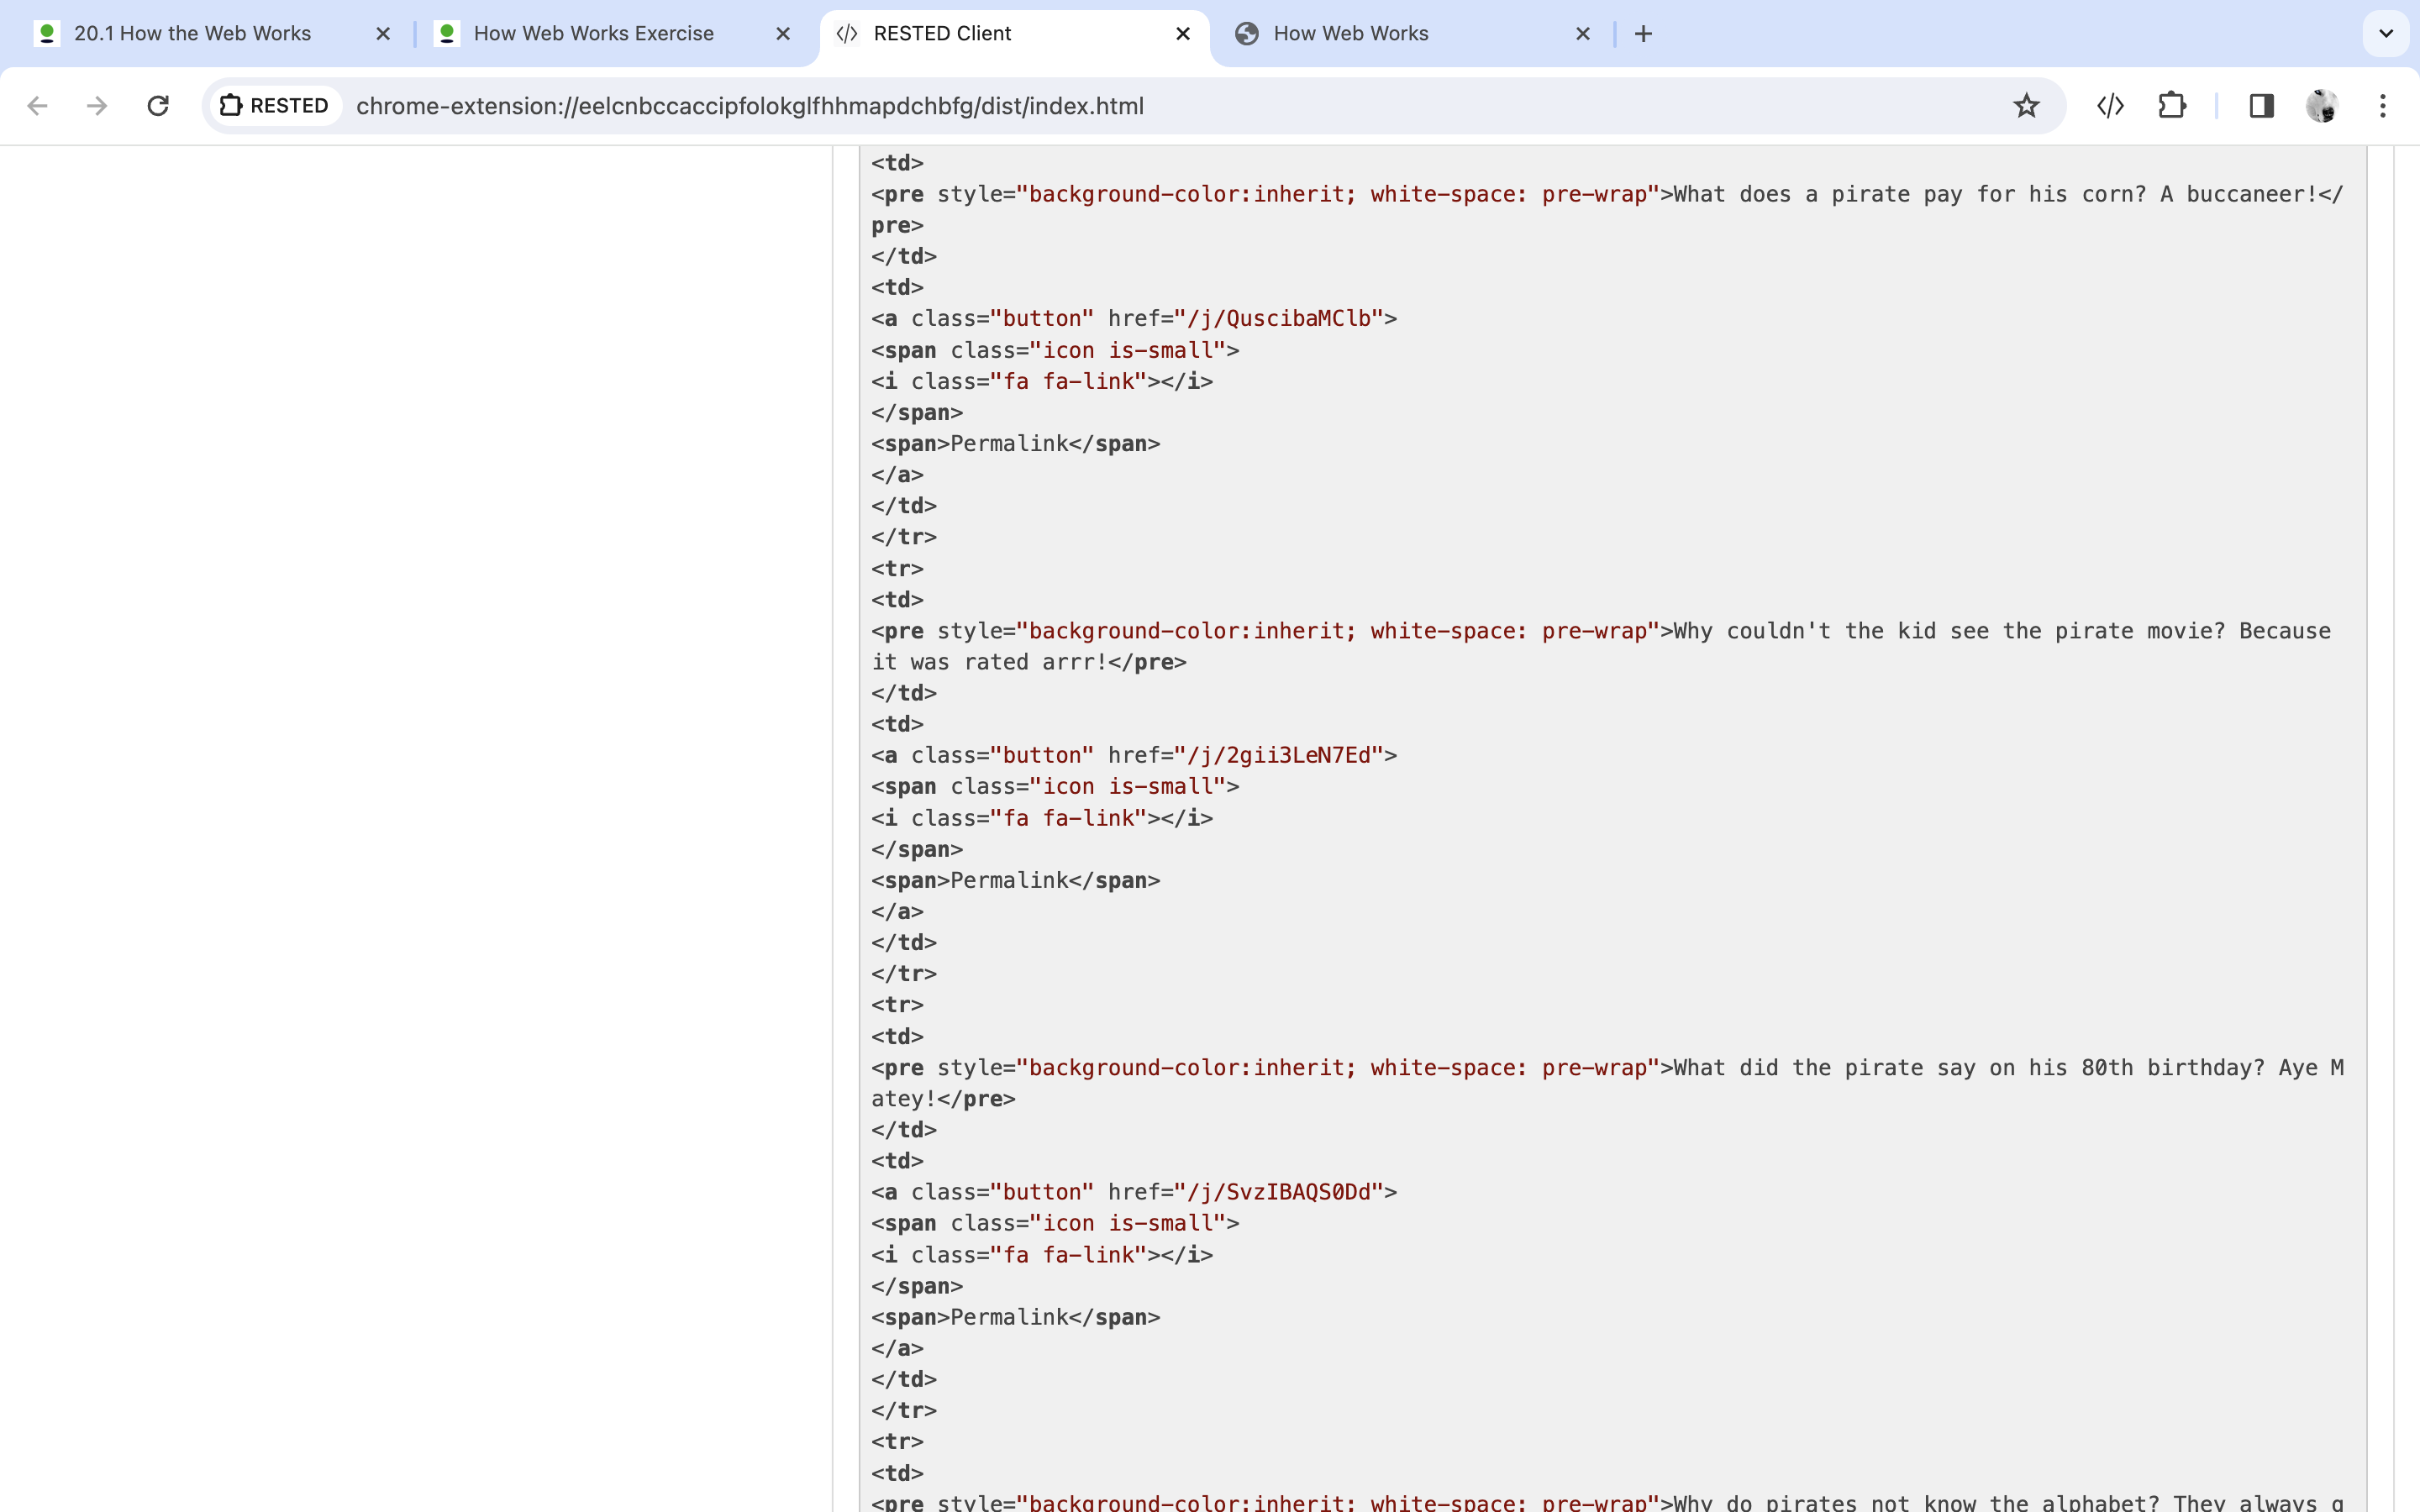 20.1 How the Web Works
How Web Works Exercise
</> RESTED Client
How Web Works
RESTED
chrome-extension://eelcnbccaccipfolokglfhhmapdchbfg/dist/index.html
<td>
<pre style="background-color:inherit; white-space: pre-wrap">What does a pirate pay for his corn? A buccaneer!</
pre>
</td>
<td>
<a class="button" href="/j/QuscibaMClb">
<span class="icon is-small">
<i class="fa fa-link"></i>
</span>
<span>Permalink</span>
</a>
</td>
</tr>
<tr>
<td>
<pre style="background-color:inherit; white-space: pre-wrap">Why couldn't the kid see the pirate movie? Because
it was rated arrr!</pre>
</td>
<td>
<a class="button" href="/j/2gii3LeN7Ed">
<span class="icon is-small">
<i class="fa fa-link"></i>
</span>
<span>Permalink</span>
</a>
</td>
</tr>
<tr>
<td>
<pre style="background-color:inherit; white-space: pre-wrap">What did the pirate say on his 80th birthday? Aye M
atey!</pre>
</td>
<td>
<a class="button" href="/j/SvzIBAQS0Dd">
<span class="icon is-small">
<i class="fa fa-link"></i>
</span>
<span>Permalink</span>
</a>
</td>
</tr>
<tr>
<td>
<pre style="background-color:inherit; white-space: pre-wrap">Why do pirates not know the alphabet? They always g